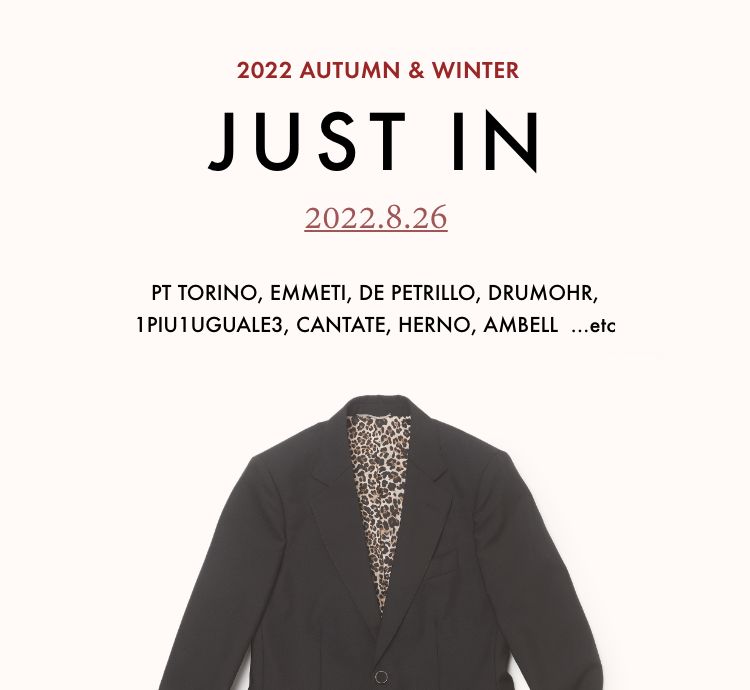 2022 AUTUMN & WINTER
JUST IN
2022.8.26
PT TORINO, EMMETI, DE PETRILLO, DRUMOHR,
1PIU1UGUALE3, CANTATE, HERNO, AMBELL ...etc